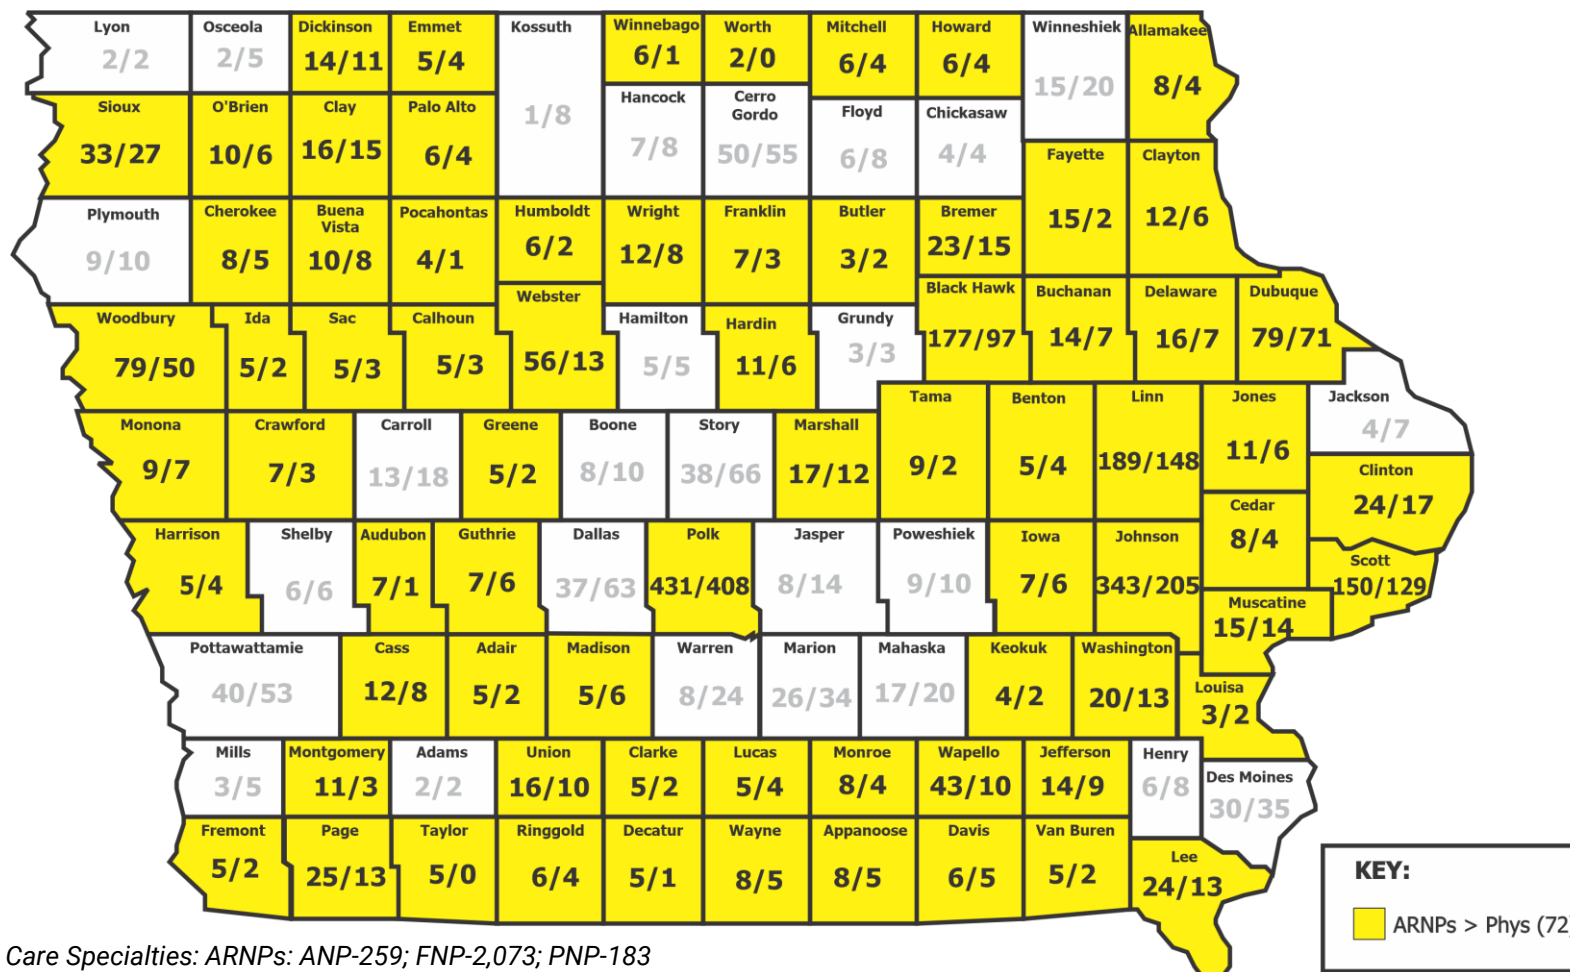 Lyon
2/2
Osceola
2/5
Dickinson
14/11
Emmet
5/4
Kossuth
1/8
Winnebago
6/1
Worth
2/0
Mitchell
6/4
Howard
6/4
Winneshiek
15/20
Allamakee
8/4
Sioux
33/27
O'Brien
10/6
Clay
16/15
Palo Alto
6/4
Hancock
7/8
Cerro
Gordo
50/55
Floyd
6/8
Chickasaw
4/4
Fayette
15/2
Clayton
12/6
Plymouth
9/10
Cherokee
8/5
Buena
Vista
10/8
Pocahontas
4/1
Humboldt
6/2
Wright
12/8
Franklin
7/3
Butler
3/2
Bremer
23/15
Woodbury
79/50
Ida
5/2
Sac
5/3
Calhoun
5/3
Webster
56/13
Hamilton
5/5
Hardin
11/6
Grundy
3/3
Black Hawk
177/97
Buchanan
14/7
Delaware
16/7
Dubuque
79/71
Monona
9/7
Crawford
7/3
Carroll
13/18
Greene
5/2
Boone
8/10
Story
38/66
Marshall
17/12
Tama
9/2
Benton
5/4
Linn
189/148
Jones
11/6
Jackson
4/7
Clinton
24/17
Cedar
8/4
Harrison
5/4
Shelby
6/6
Audubon
7/1
Guthrie
7/6
Dallas
37/63
Polk
431/408
Jasper
8/14
Poweshiek
9/10
Iowa
7/6
Johnson
343/205
Scott
150/129
Muscatine
15/14
Pottawattamie
40/53
Cass
12/8
Adair
5/2
Madison
5/6
Warren
8/24
Marion
26/34
Mahaska
17/20
Keokuk
4/2
Washington
20/13
Louisa
3/2
Mills
3/5
Montgomery
11/3
Adams
2/2
Union
16/10
Clarke
5/2
Lucas
5/4
Monroe
8/4
Wapello
43/10
Jefferson
14/9
Henry
6/8
Des Moines
30/35
Fremont
5/2
Page
25/13
Taylor
5/0
Ringgold
6/4
Decatur
5/1
Wayne
8/5
Appanoose
8/5
Davis
6/5
Van Buren
5/2
Lee
24/13
KEY:
ARNPs > Phys (72)
Care Specialties: ARNPs: ANP-259; FNP-2,073; PNP-183